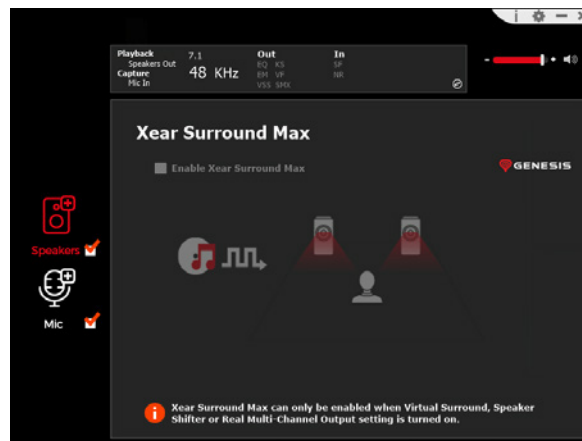 Playback
Speakers Out
Capture
Mic In
7.1
48 KHz
Out
EQ KS
EM VF
VSS SMX
In
SF
NR
Xear Surround Max
Enable Xear Surround Max
GENESIS
Speakers
Mic
Xear Surround Max can only be enabled when Virtual Surround, Speaker
Shifter or Real Multi-Channel Output setting is turned on.